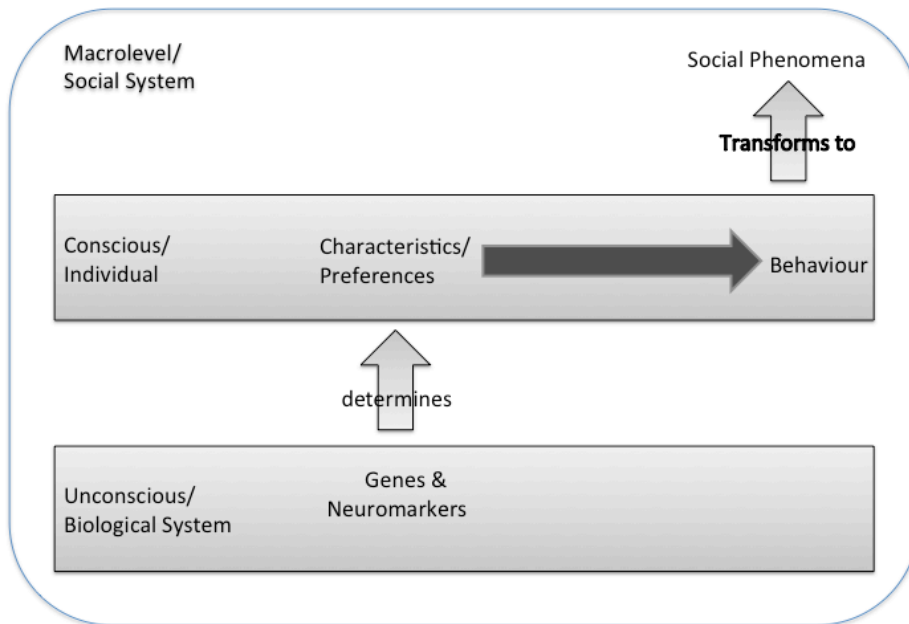 Macrolevel/
Social System
Social Phenomena
Transforms to
Conscious/
Individual
Characteristics/
Preferences
Behaviour
determines
Unconscious/
Biological System
Genes &
Neuromarkers